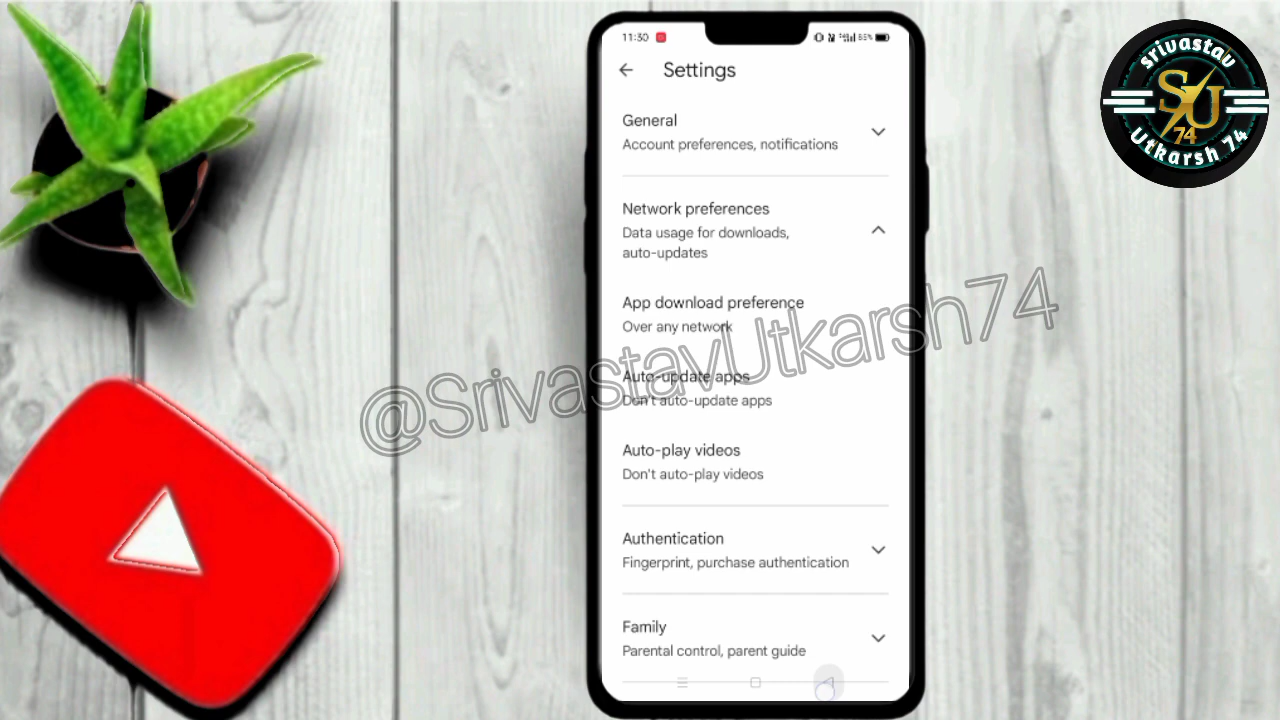 11:30
85%
Settings
General
Account preferences, notifications
Network preferences
Data usage for downloads,
auto-updates
App download preference
Over any network
Auto-update apps
Don't auto-update apps
Auto-play videos
Don't auto-play videos
Authentication
Fingerprint, purchase authentication
Family
Parental control, parent guide
@SrivastavUtkarsh74
srivastav
SU
74
Utkarsh 74